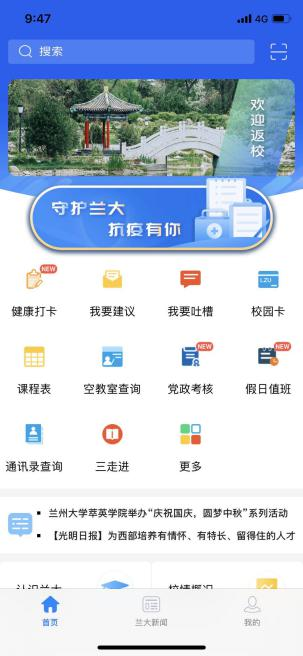 9:47
4G
搜索
欢迎返校
守护兰大
抗疫有你
NEW
健康打卡
我要建议
我要吐槽
LZU
校园卡
课程表
空教室查询
NEW
党政考核
NEW
假日值班
通讯录查询
三走进
更多
兰州大学萃英学院举办“庆祝国庆，圆梦中秋”系列活动
【光明日报】为西部培养有情怀、有特长、留得住的人才
认识兰大
校情概况
首页
兰大新闻
我的